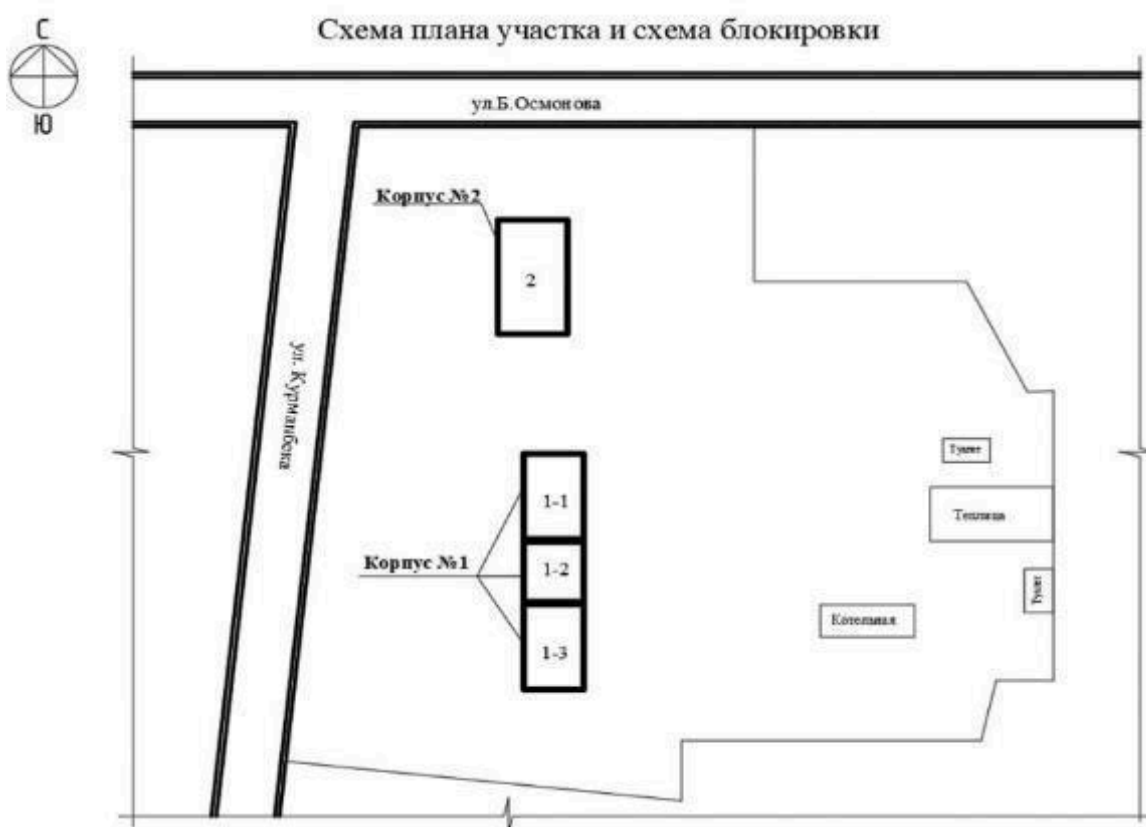 Схема плана участка и схема блокировки
С
Ю
ул.Б.Осмонова
Корпус №2
2
ул. Курманбека
1-1
Туалет
Теплица
Корпус №1
1-2
Туалет
Котельная
1-3